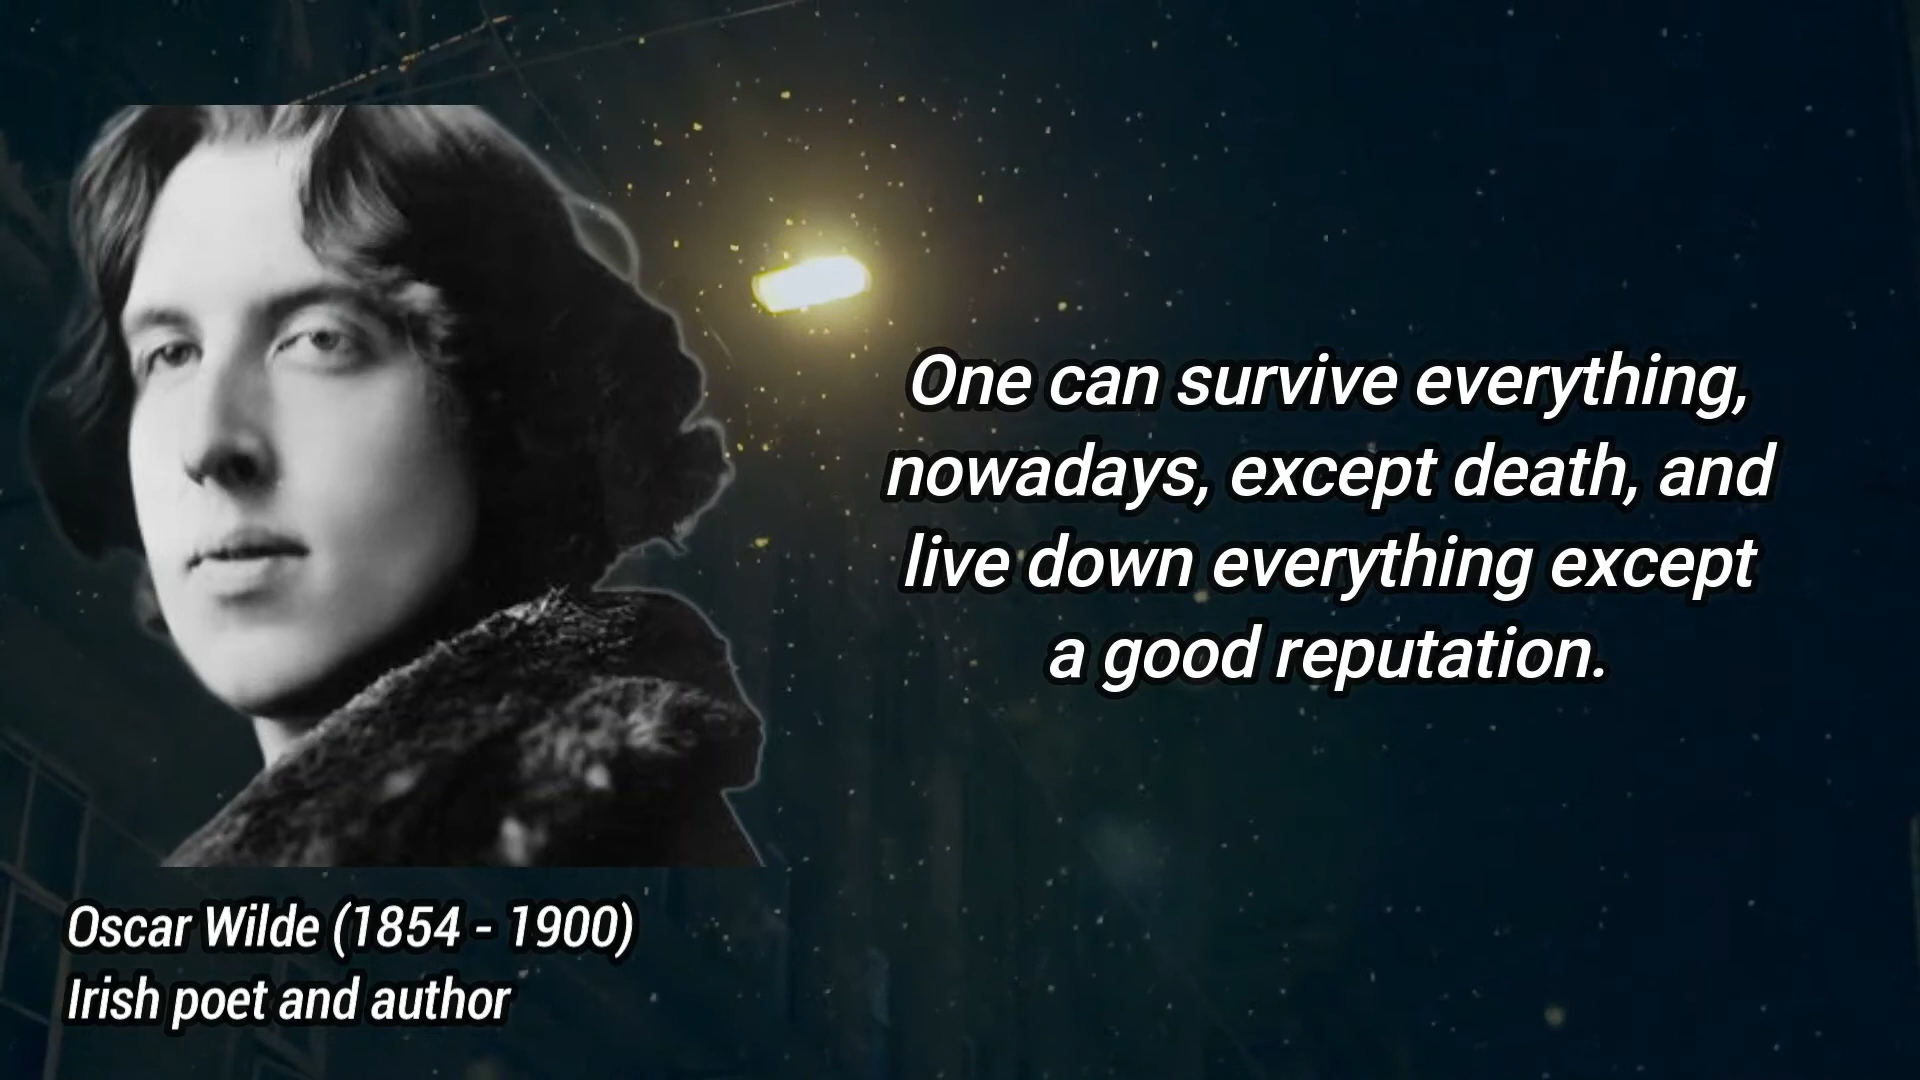 One can survive everything,
nowadays, except death, and
live down everything except
a good reputation.
Oscar Wilde (1854 - 1900)
Irish poet and author